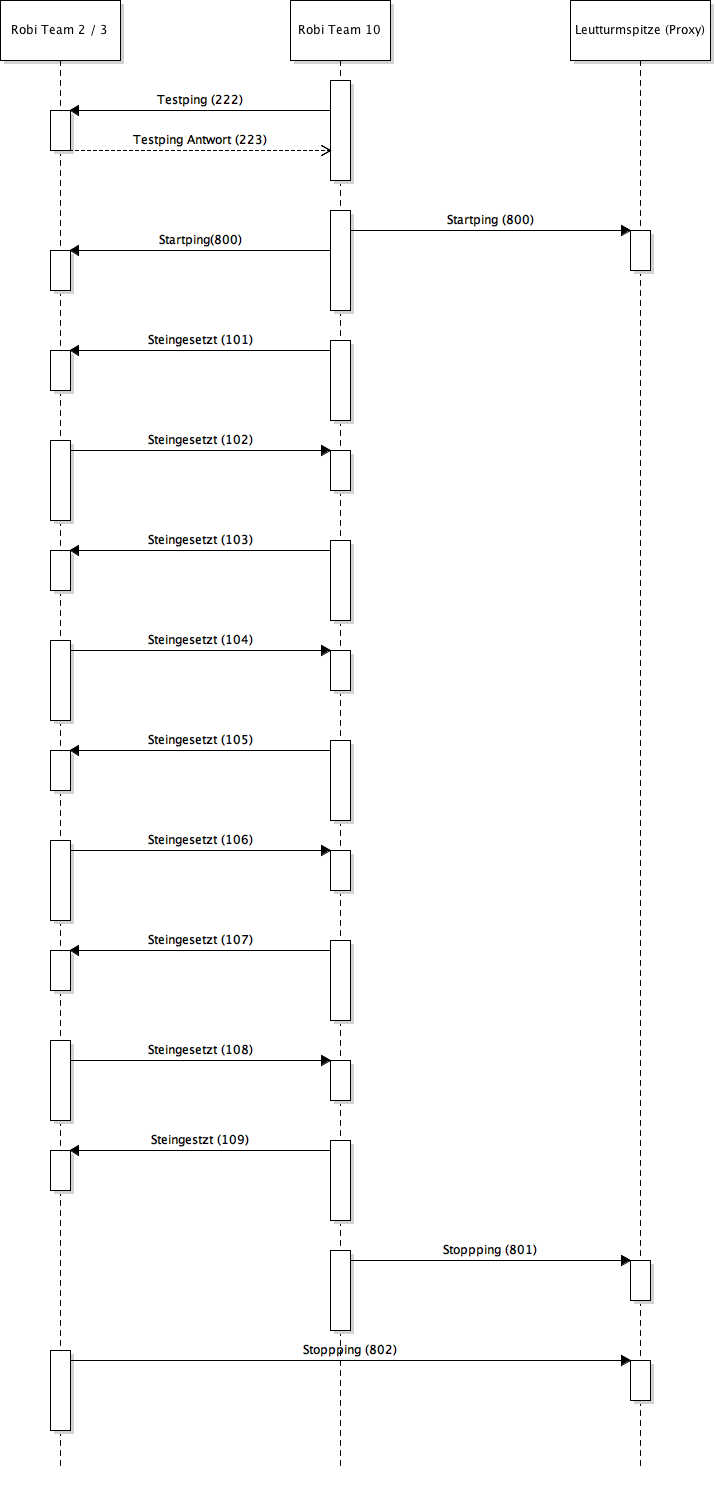 Robi Team 2 / 3
Robi Team 10
Leutturmspitze (Proxy)
Testping (222)
Testping Antwort (223)
Startping (800)
Startping(800)
Steingesetzt (101)
Steingesetzt (102)
Steingesetzt (103)
Steingesetzt (104)
Steingesetzt (105)
Steingesetzt (106)
Steingesetzt (107)
Steingesetzt (108)
Steingestzt (109)
Stoppping (801)
Stoppping (802)